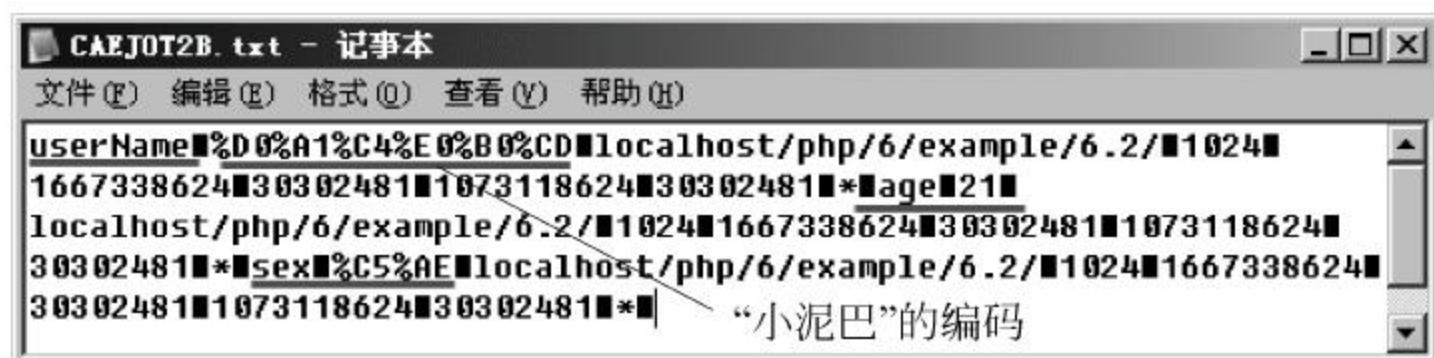 CAEJOT2B.txt - 记事本
文件(F) 编辑(E) 格式(O) 查看(V) 帮助(H)
userName■%D0%A1%C4%E0%B0%CD■localhost/php/6/example/6.2/■1024■
1667338624■30302481■1073118624■30302481■*■age■21■
localhost/php/6/example/6.2/■1024■1667338624■30302481■1073118624■
30302481■*■sex■%C5%AE■localhost/php/6/example/6.2/■1024■1667338624■
30302481■1073118624■30302481■*■
“小泥巴”的编码